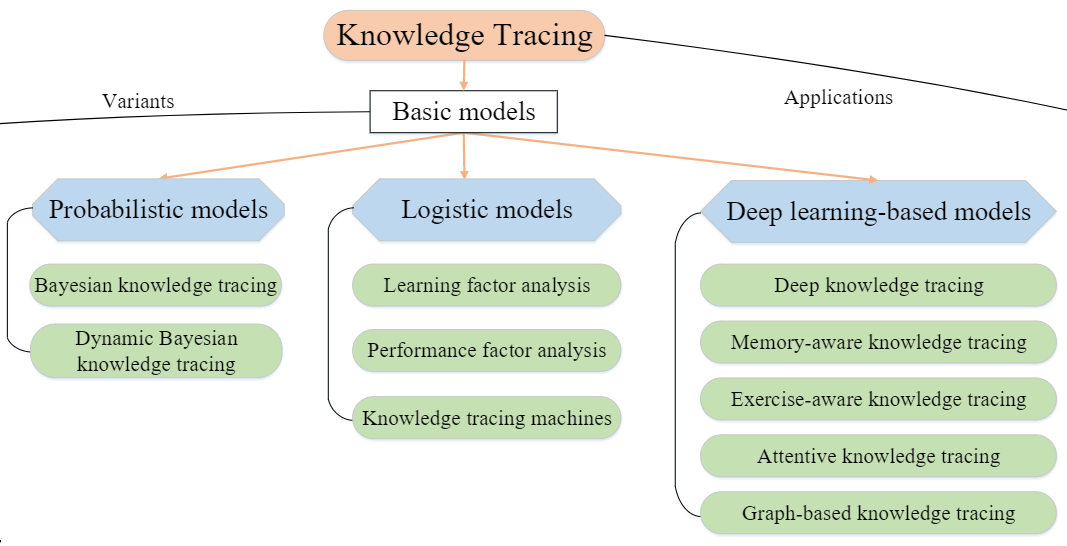 Knowledge Tracing
Variants
Applications
Basic models
Probabilistic models
Bayesian knowledge tracing
Dynamic Bayesian
knowledge tracing
Logistic models
Learning factor analysis
Performance factor analysis
Knowledge tracing machines
Deep learning-based models
Deep knowledge tracing
Memory-aware knowledge tracing
Exercise-aware knowledge tracing
Attentive knowledge tracing
Graph-based knowledge tracing